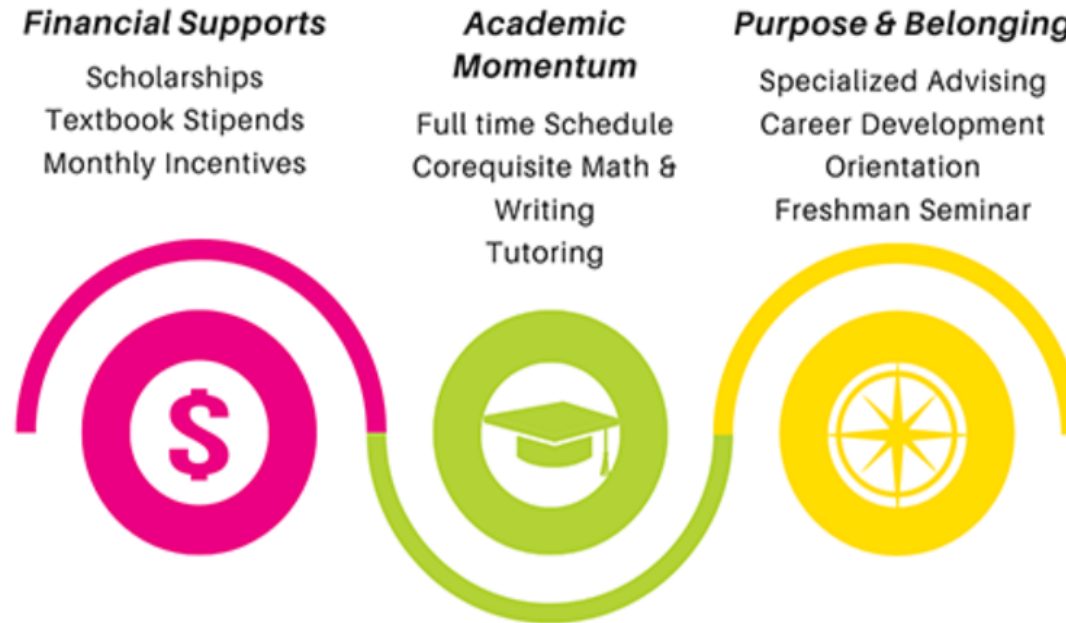 Financial Supports
Scholarships
Textbook Stipends
Monthly Incentives
Academic
Momentum
Full time Schedule
Corequisite Math &
Writing
Tutoring
Purpose & Belonging
Specialized Advising
Career Development
Orientation
Freshman Seminar
$